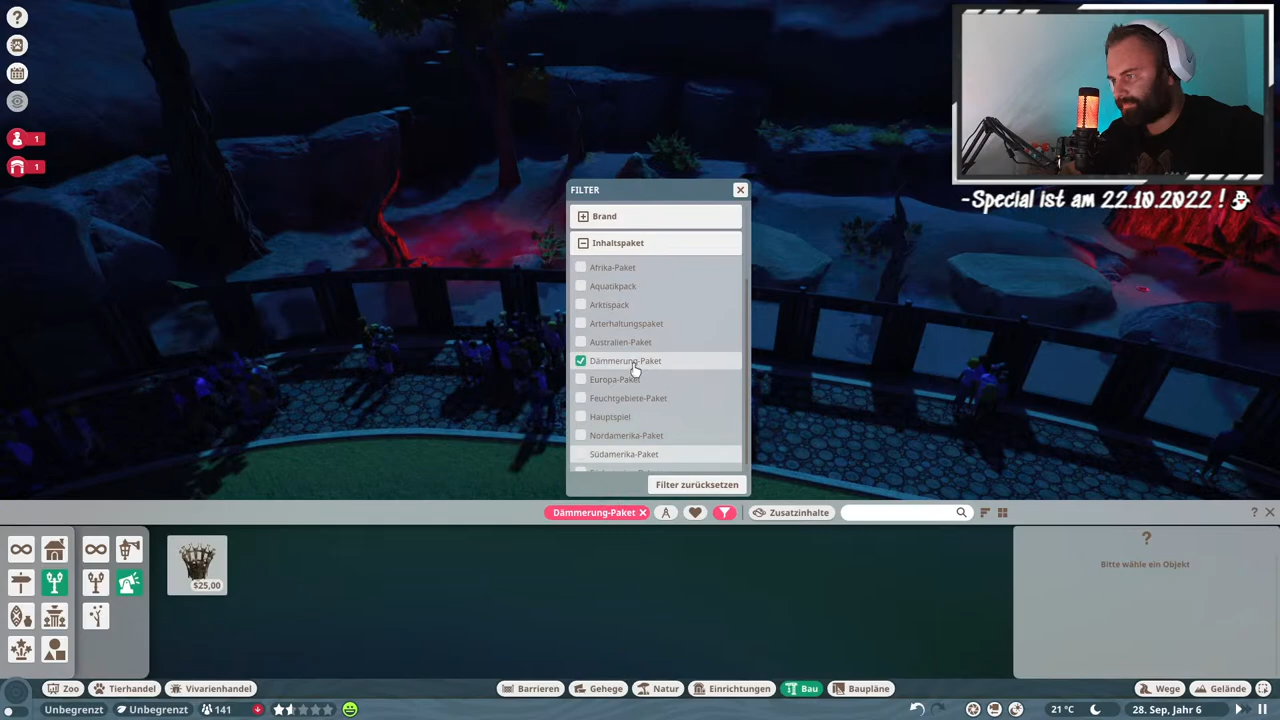 1
1
-Special ist am 22.10.2022 !
FILTER
Brand
Inhaltspaket
Afrika-Paket
Aquatikpack
Arktispack
Arterhaltungspaket
Australien-Paket
Dämmerung-Paket
Europa-Paket
Feuchtgebiete-Paket
Hauptspiel
Nordamerika-Paket
Südamerika-Paket
Filter zurücksetzen
Dämmerung-Paket
Zusatzinhalte
?
$25,00
?
Bitte wähle ein Objekt
Zoo
Tierhandel
Vivarienhandel
Barrieren
Gehege
Natur
Einrichtungen
Bau
Baupläne
Wege
Gelände
Unbegrenzt
Unbegrenzt
141
21 °C
28. Sep, Jahr 6